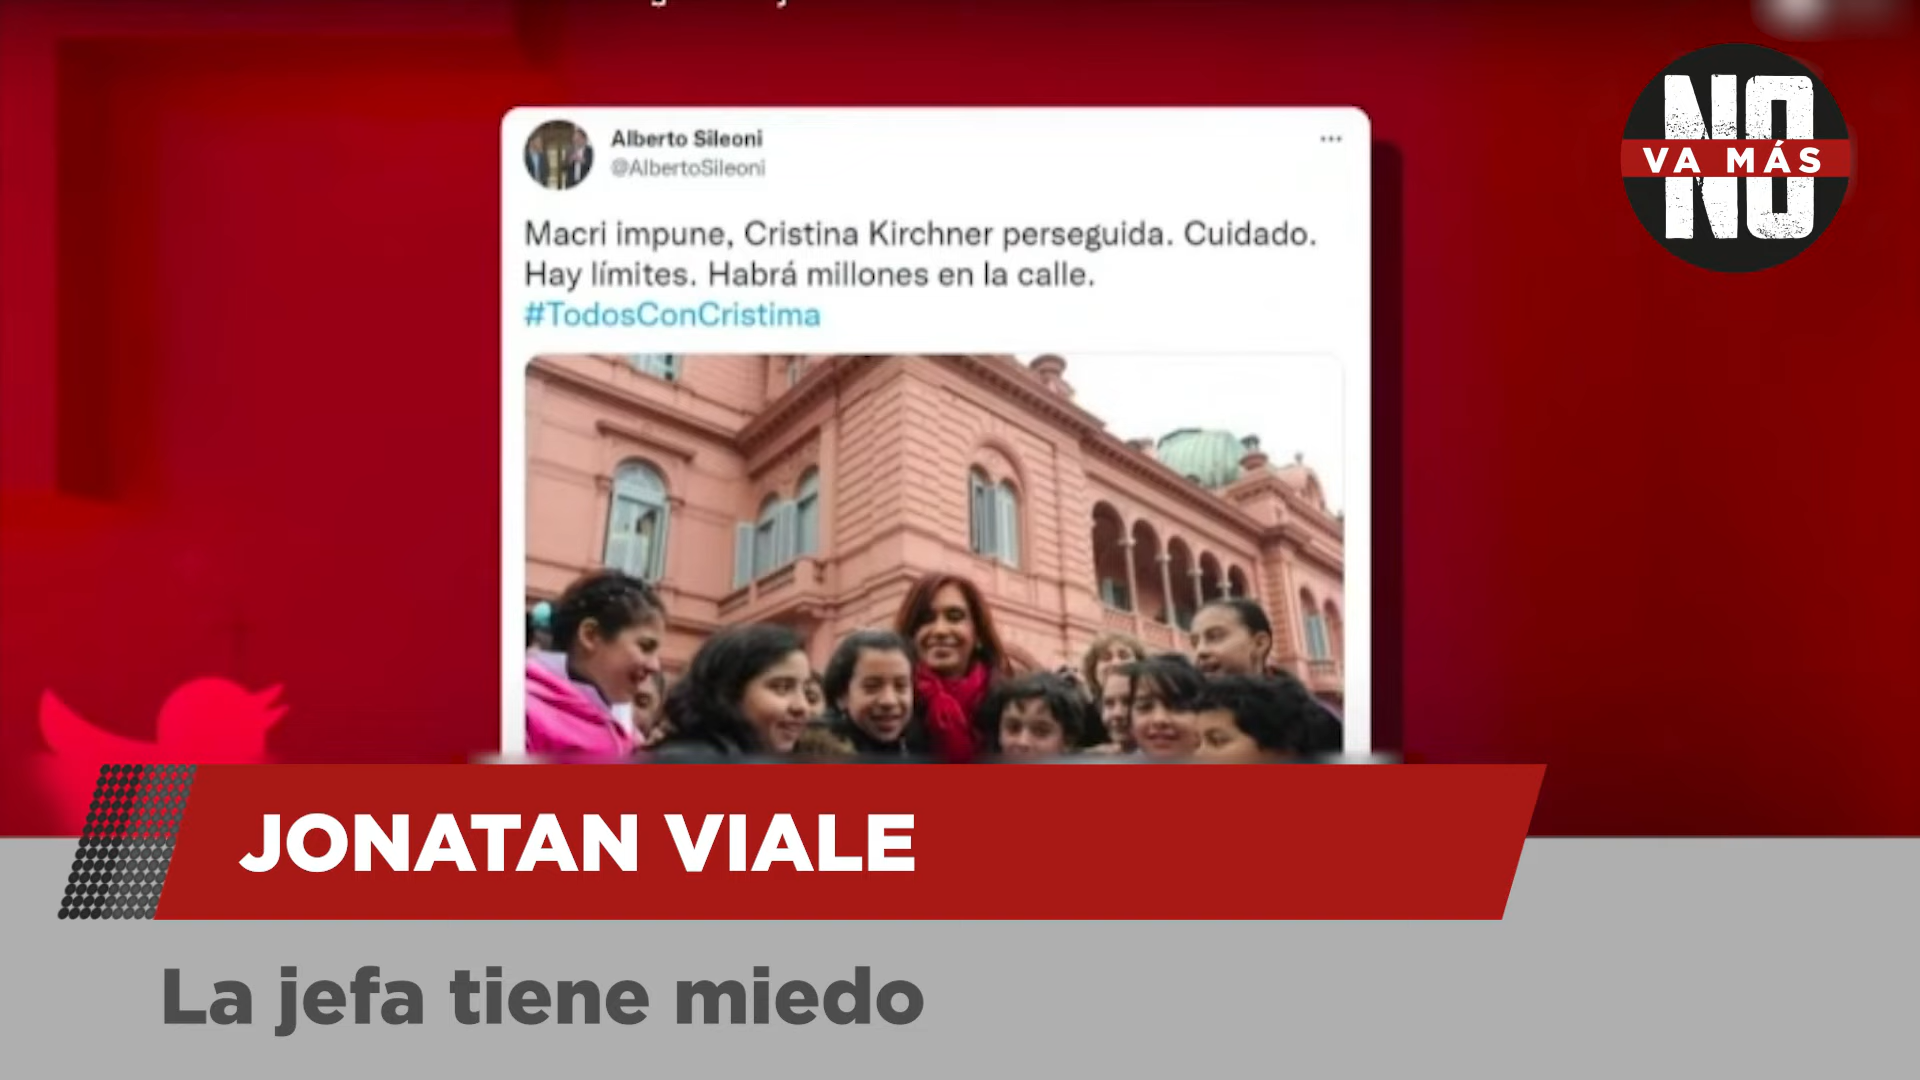 Alberto Sileoni
@AlbertoSileoni
Macri impune, Cristina Kirchner perseguida. Cuidado.
Hay límites. Habrá millones en la calle.
#TodosConCristima
NO
VA MÁS
JONATAN VIALE
La jefa tiene miedo